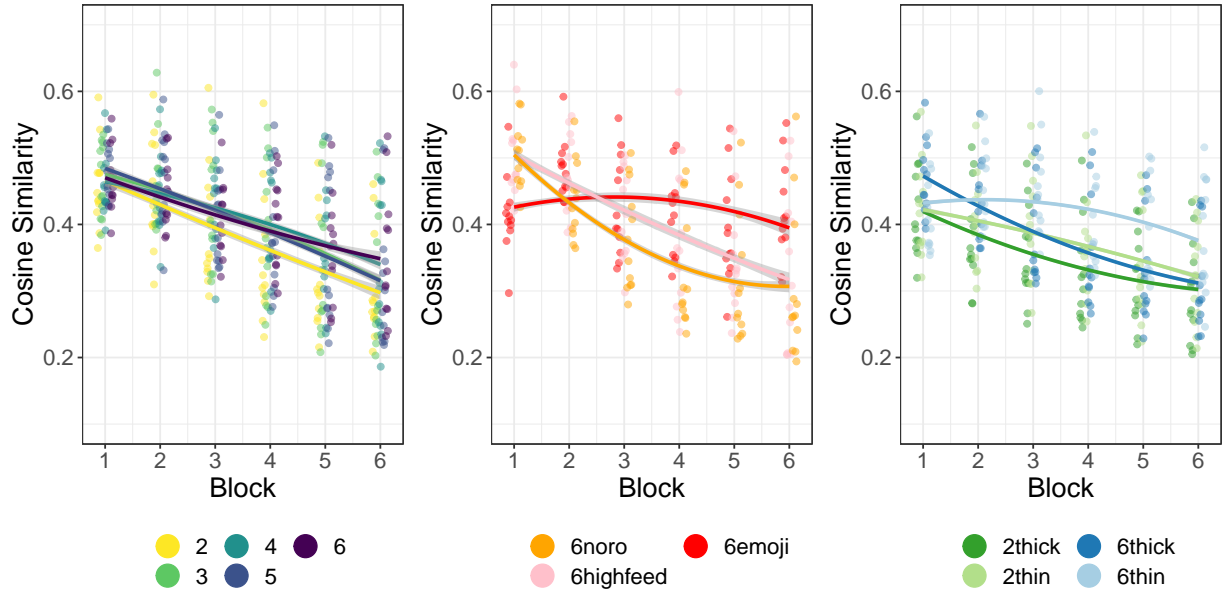 Cosine Similarity
0.6
0.4
0.2
1 2 3 4 5 6
Block
2 4 6
3 5
Cosine Similarity
0.6
0.4
0.2
1 2 3 4 5 6
Block
6noro 6emoji
6highfeed
Cosine Similarity
0.6
0.4
0.2
1 2 3 4 5 6
Block
2thick 6thick
2thin 6thin